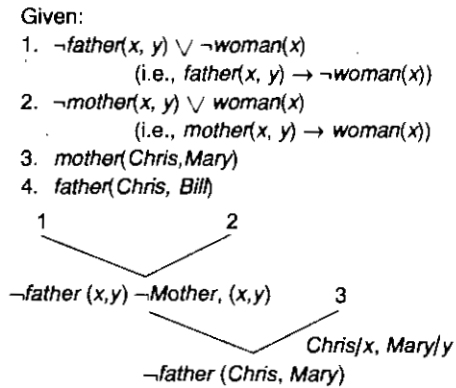 Given:
1. ¬father(x, y) ∨ ¬woman(x)
(i.e., father(x, y) → ¬woman(x))
2. ¬mother(x, y) ∨ woman(x)
(i.e., mother(x, y) → woman(x))
3. mother(Chris,Mary)
4. father(Chris, Bill)
1 2
¬father (x,y) ¬Mother, (x,y) 3
Chris/x, Mary/y
¬father (Chris, Mary)